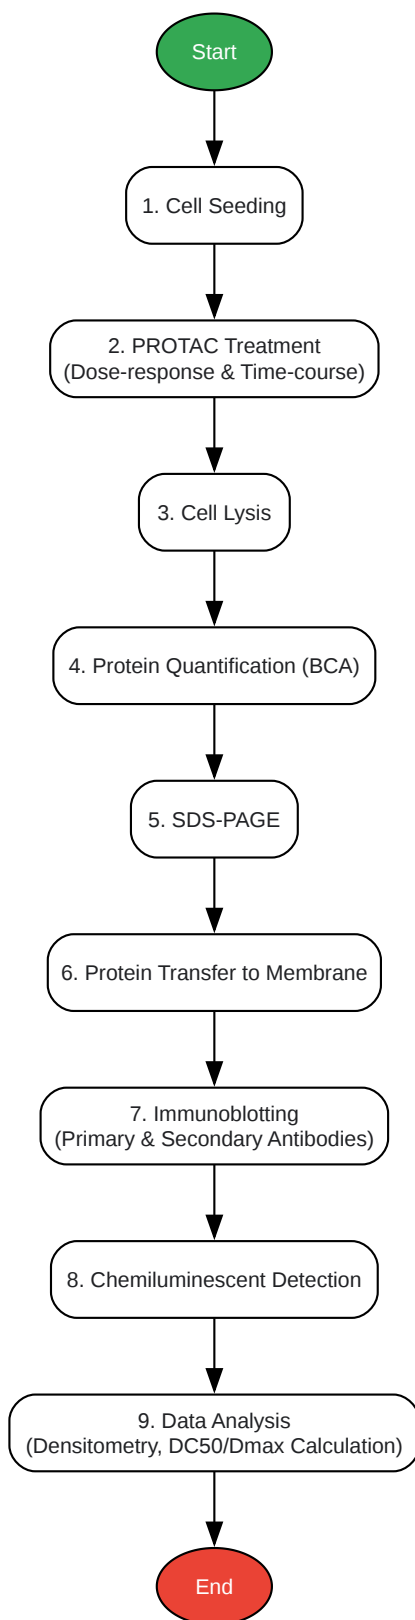 Start
1. Cell Seeding
2. PROTAC Treatment
(Dose-response & Time-course)
3. Cell Lysis
4. Protein Quantification (BCA)
5. SDS-PAGE
6. Protein Transfer to Membrane
7. Immunoblotting
(Primary & Secondary Antibodies)
8. Chemiluminescent Detection
9. Data Analysis
(Densitometry, DC50/Dmax Calculation)
End